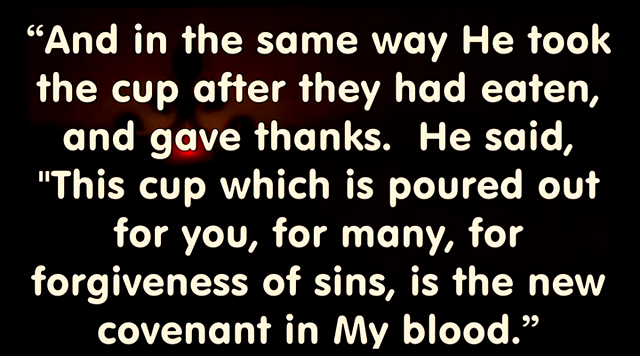 “And in the same way He took
the cup after they had eaten,
and gave thanks.  He said,
"This cup which is poured out
for you, for many, for
forgiveness of sins, is the new
covenant in My blood.”